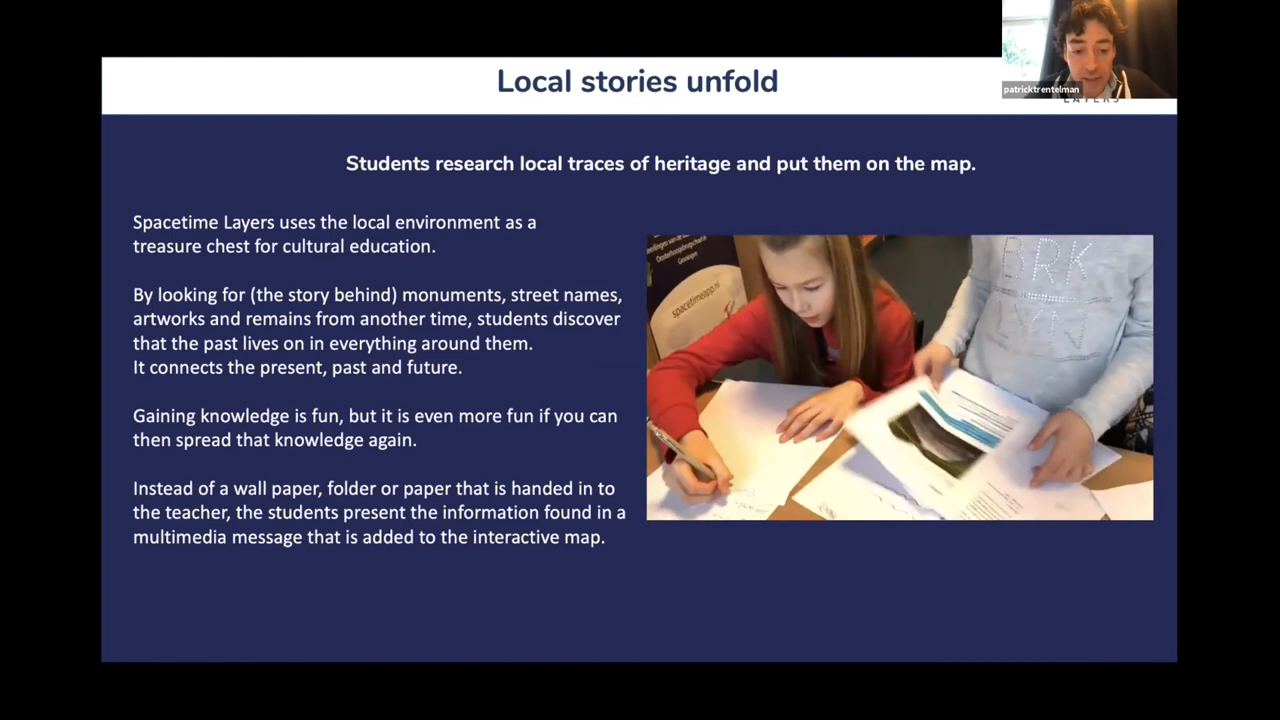 Local stories unfold
patricktrentelman
LAYERS
Students research local traces of heritage and put them on the map.
Spacetime Layers uses the local environment as a
treasure chest for cultural education.
By looking for (the story behind) monuments, street names,
artworks and remains from another time, students discover
that the past lives on in everything around them.
It connects the present, past and future.
Gaining knowledge is fun, but it is even more fun if you can
then spread that knowledge again.
Instead of a wall paper, folder or paper that is handed in to
the teacher, the students present the information found in a
multimedia message that is added to the interactive map.
spacetimeapp.nl
BRK
LYN